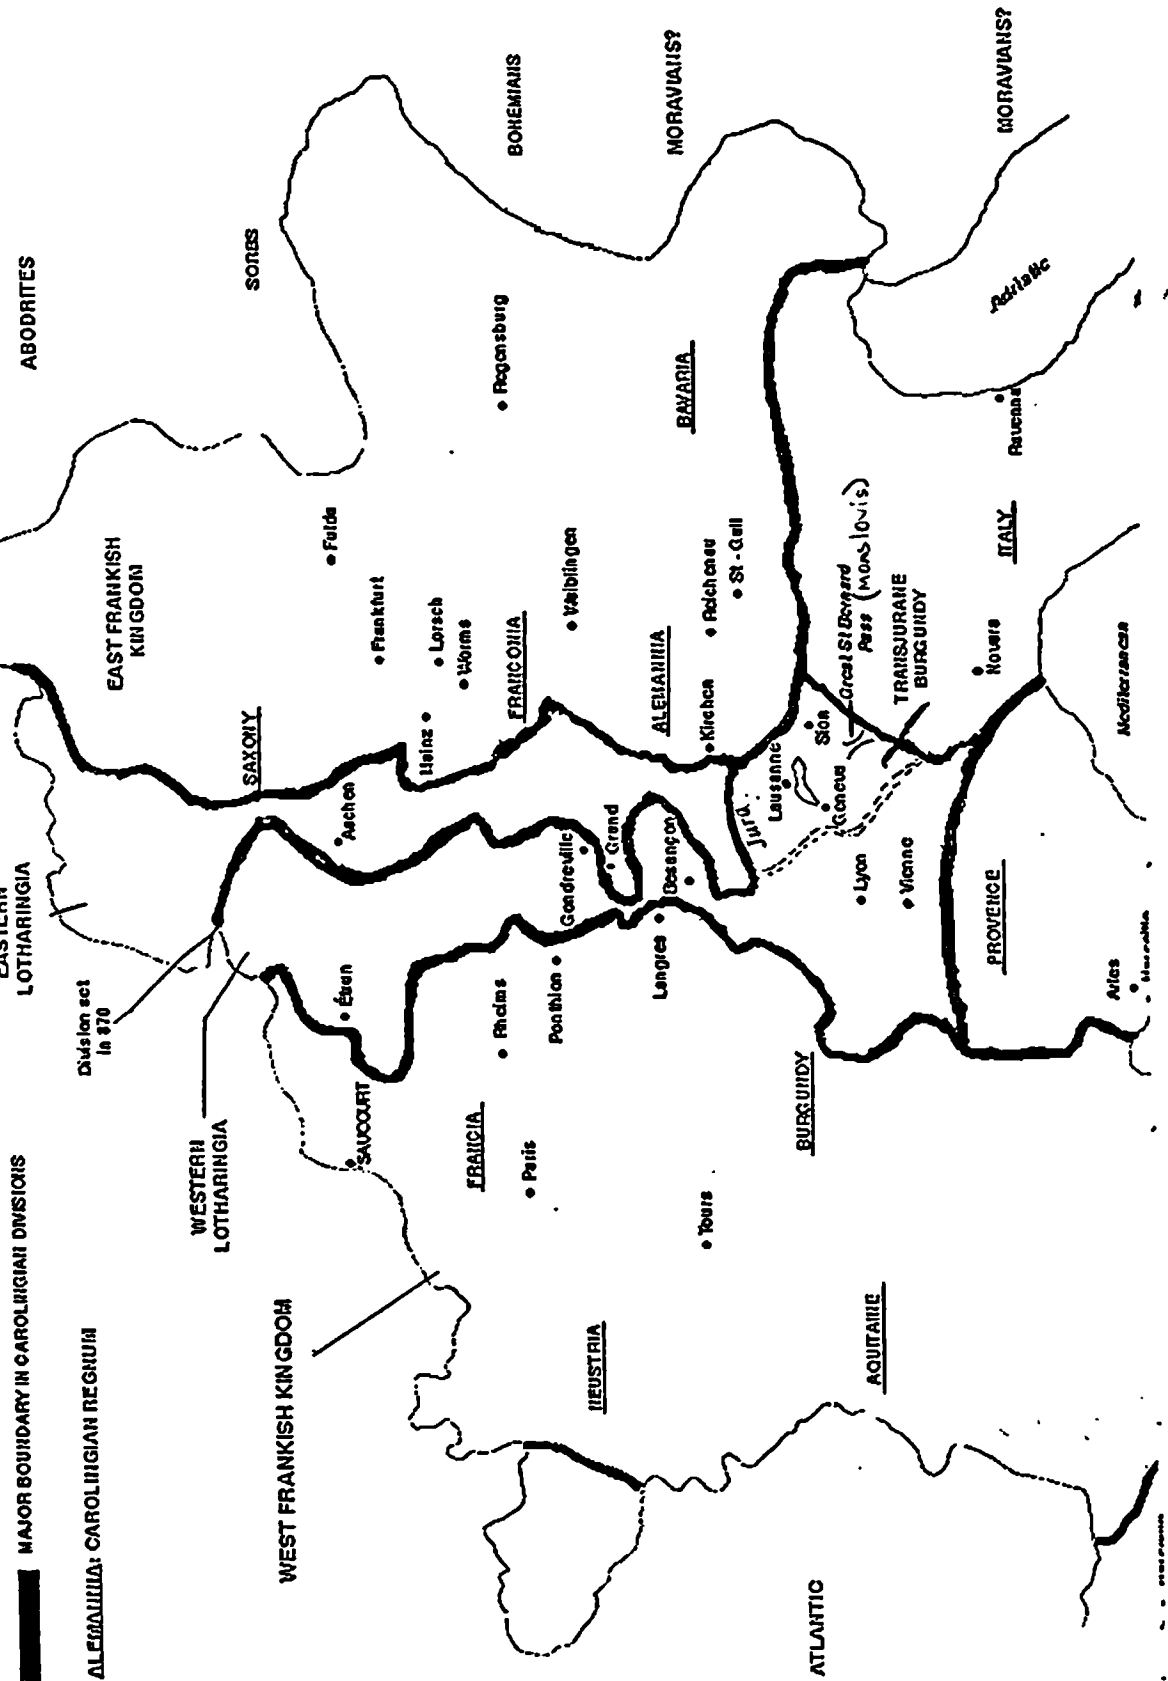 MAJOR BOUNDARY IN CAROLINGIAN DIVISIONS
ALEMANNIA: CAROLINGIAN REGNUM
ABODRITES
SORBS
BOHEMIANS
MORAVIANS?
MORAVIANS?
EAST FRANKISH
KINGDOM
EASTERN
LOTHARINGIA
Division set
in 870
WESTERN
LOTHARINGIA
WEST FRANKISH KINGDOM
SAXONY
Fulda
Frankfurt
Lorsch
Worms
Mainz
FRANCONIA
Regensburg
Waiblingen
BAVARIA
ALEMANNIA
Reichenau
St-Gall
Kirchen
Aachen
Étran
SAUCOURT
Gondreville
Grand
Rheims
Ponthion
Langres
Besançon
FRANCIA
Paris
Tours
NEUSTRIA
BURGUNDY
AQUITAINE
ATLANTIC
Jura
Lausanne
Sion
Geneva
Great St Bernard
Pass (Mons Iovis)
TRANSJURANE
BURGUNDY
Lyon
Vienne
PROVENCE
Arles
Novara
ITALY
Ravenna
Adriatic
Mediterranean